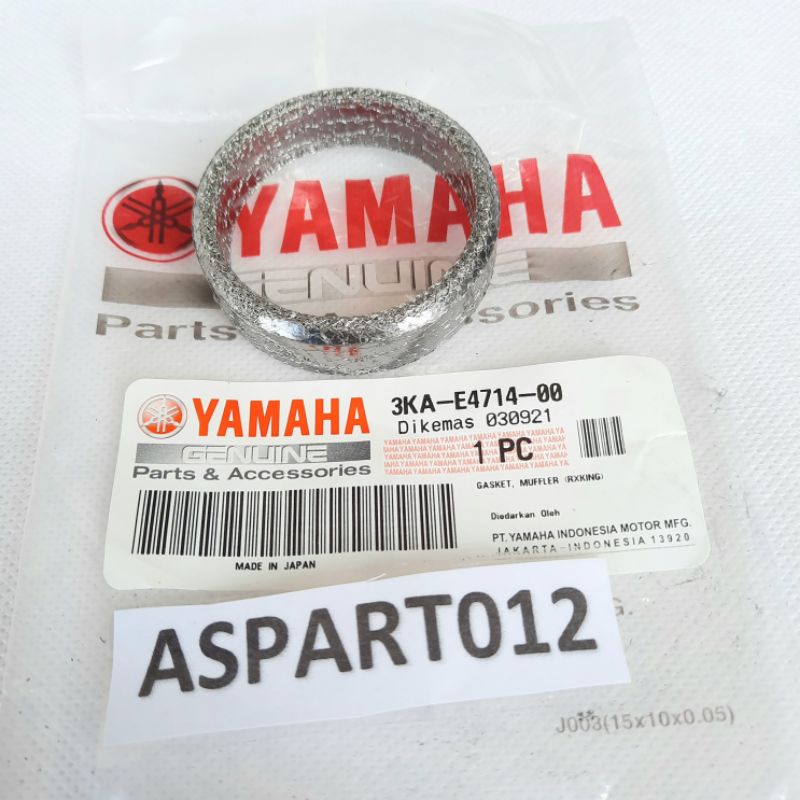 YAMAHA
GENUINE
Parts & Accessories
YAMAHA
GENUINE
Parts & Accessories
3KA-E4714-00
Dikemas 030921
1 PC
GASKET, MUFFLER (RXKING)
Diedarkan Oleh
PT. YAMAHA INDONESIA MOTOR MFG.
JAKARTA-INDONESIA 13920
MADE IN JAPAN
ASPART012
J003(15x10x0.05)